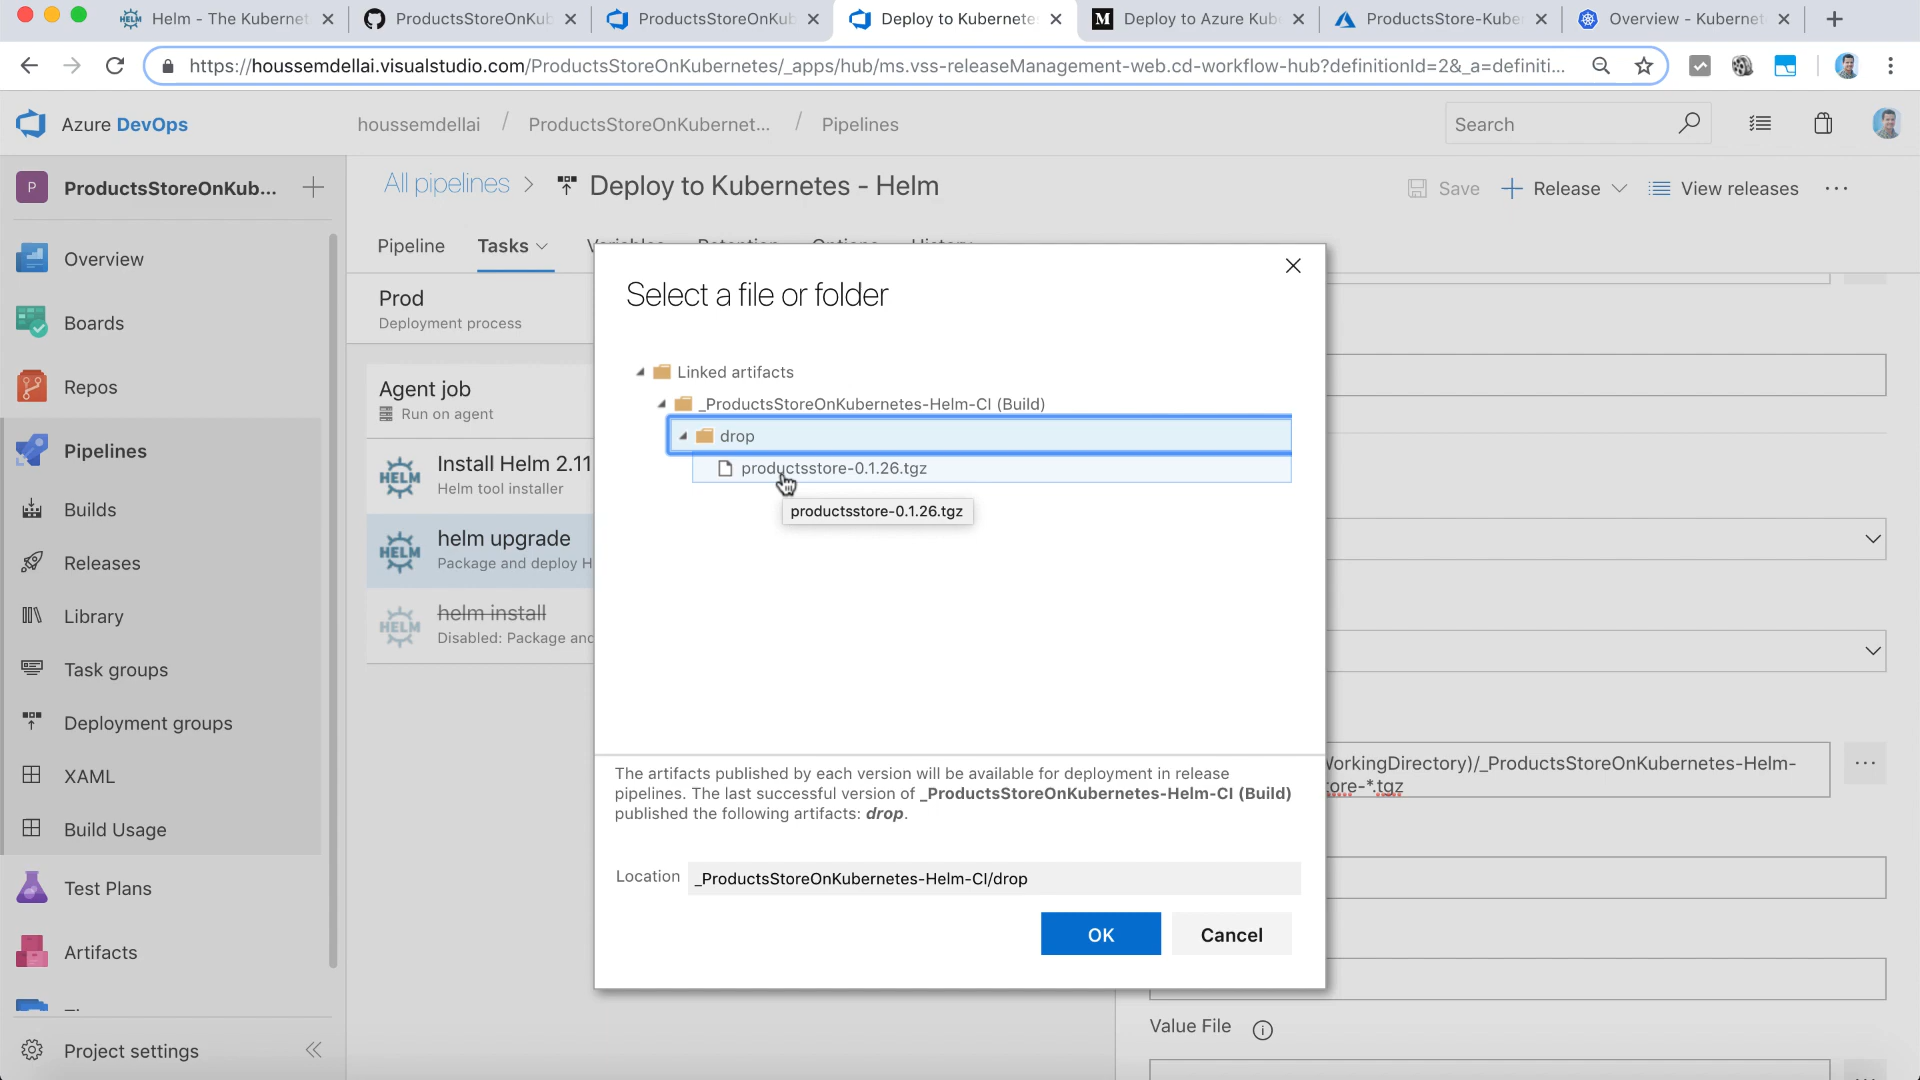 Helm - The Kubernet
ProductsStoreOnKub
ProductsStoreOnKub
Deploy to Kubernete
Deploy to Azure Kub
ProductsStore-Kube
Overview - Kubernet
https://houssemdellai.visualstudio.com/ProductsStoreOnKubernetes/_apps/hub/ms.vss-releaseManagement-web.cd-workflow-hub?definitionId=2&_a=definiti...
Azure DevOps
houssemdellai / ProductsStoreOnKubernet... / Pipelines
Search
P ProductsStoreOnKub...
All pipelines > Deploy to Kubernetes - Helm
Save
Release
View releases
Pipeline Tasks Variables Retention Options History
Overview
Boards
Repos
Pipelines
Builds
Releases
Library
Task groups
Deployment groups
XAML
Build Usage
Test Plans
Artifacts
Project settings
Prod
Deployment process
Agent job
Run on agent
HELM
Install Helm 2.11
Helm tool installer
HELM
helm upgrade
Package and deploy H
HELM
helm install
Disabled: Package and
Select a file or folder
Linked artifacts
_ProductsStoreOnKubernetes-Helm-CI (Build)
drop
productsstore-0.1.26.tgz
productsstore-0.1.26.tgz
The artifacts published by each version will be available for deployment in release
pipelines. The last successful version of _ProductsStoreOnKubernetes-Helm-CI (Build)
published the following artifacts: drop.
Location _ProductsStoreOnKubernetes-Helm-CI/drop
OK
Cancel
WorkingDirectory)/_ProductsStoreOnKubernetes-Helm-
ore-*.tgz
Value File